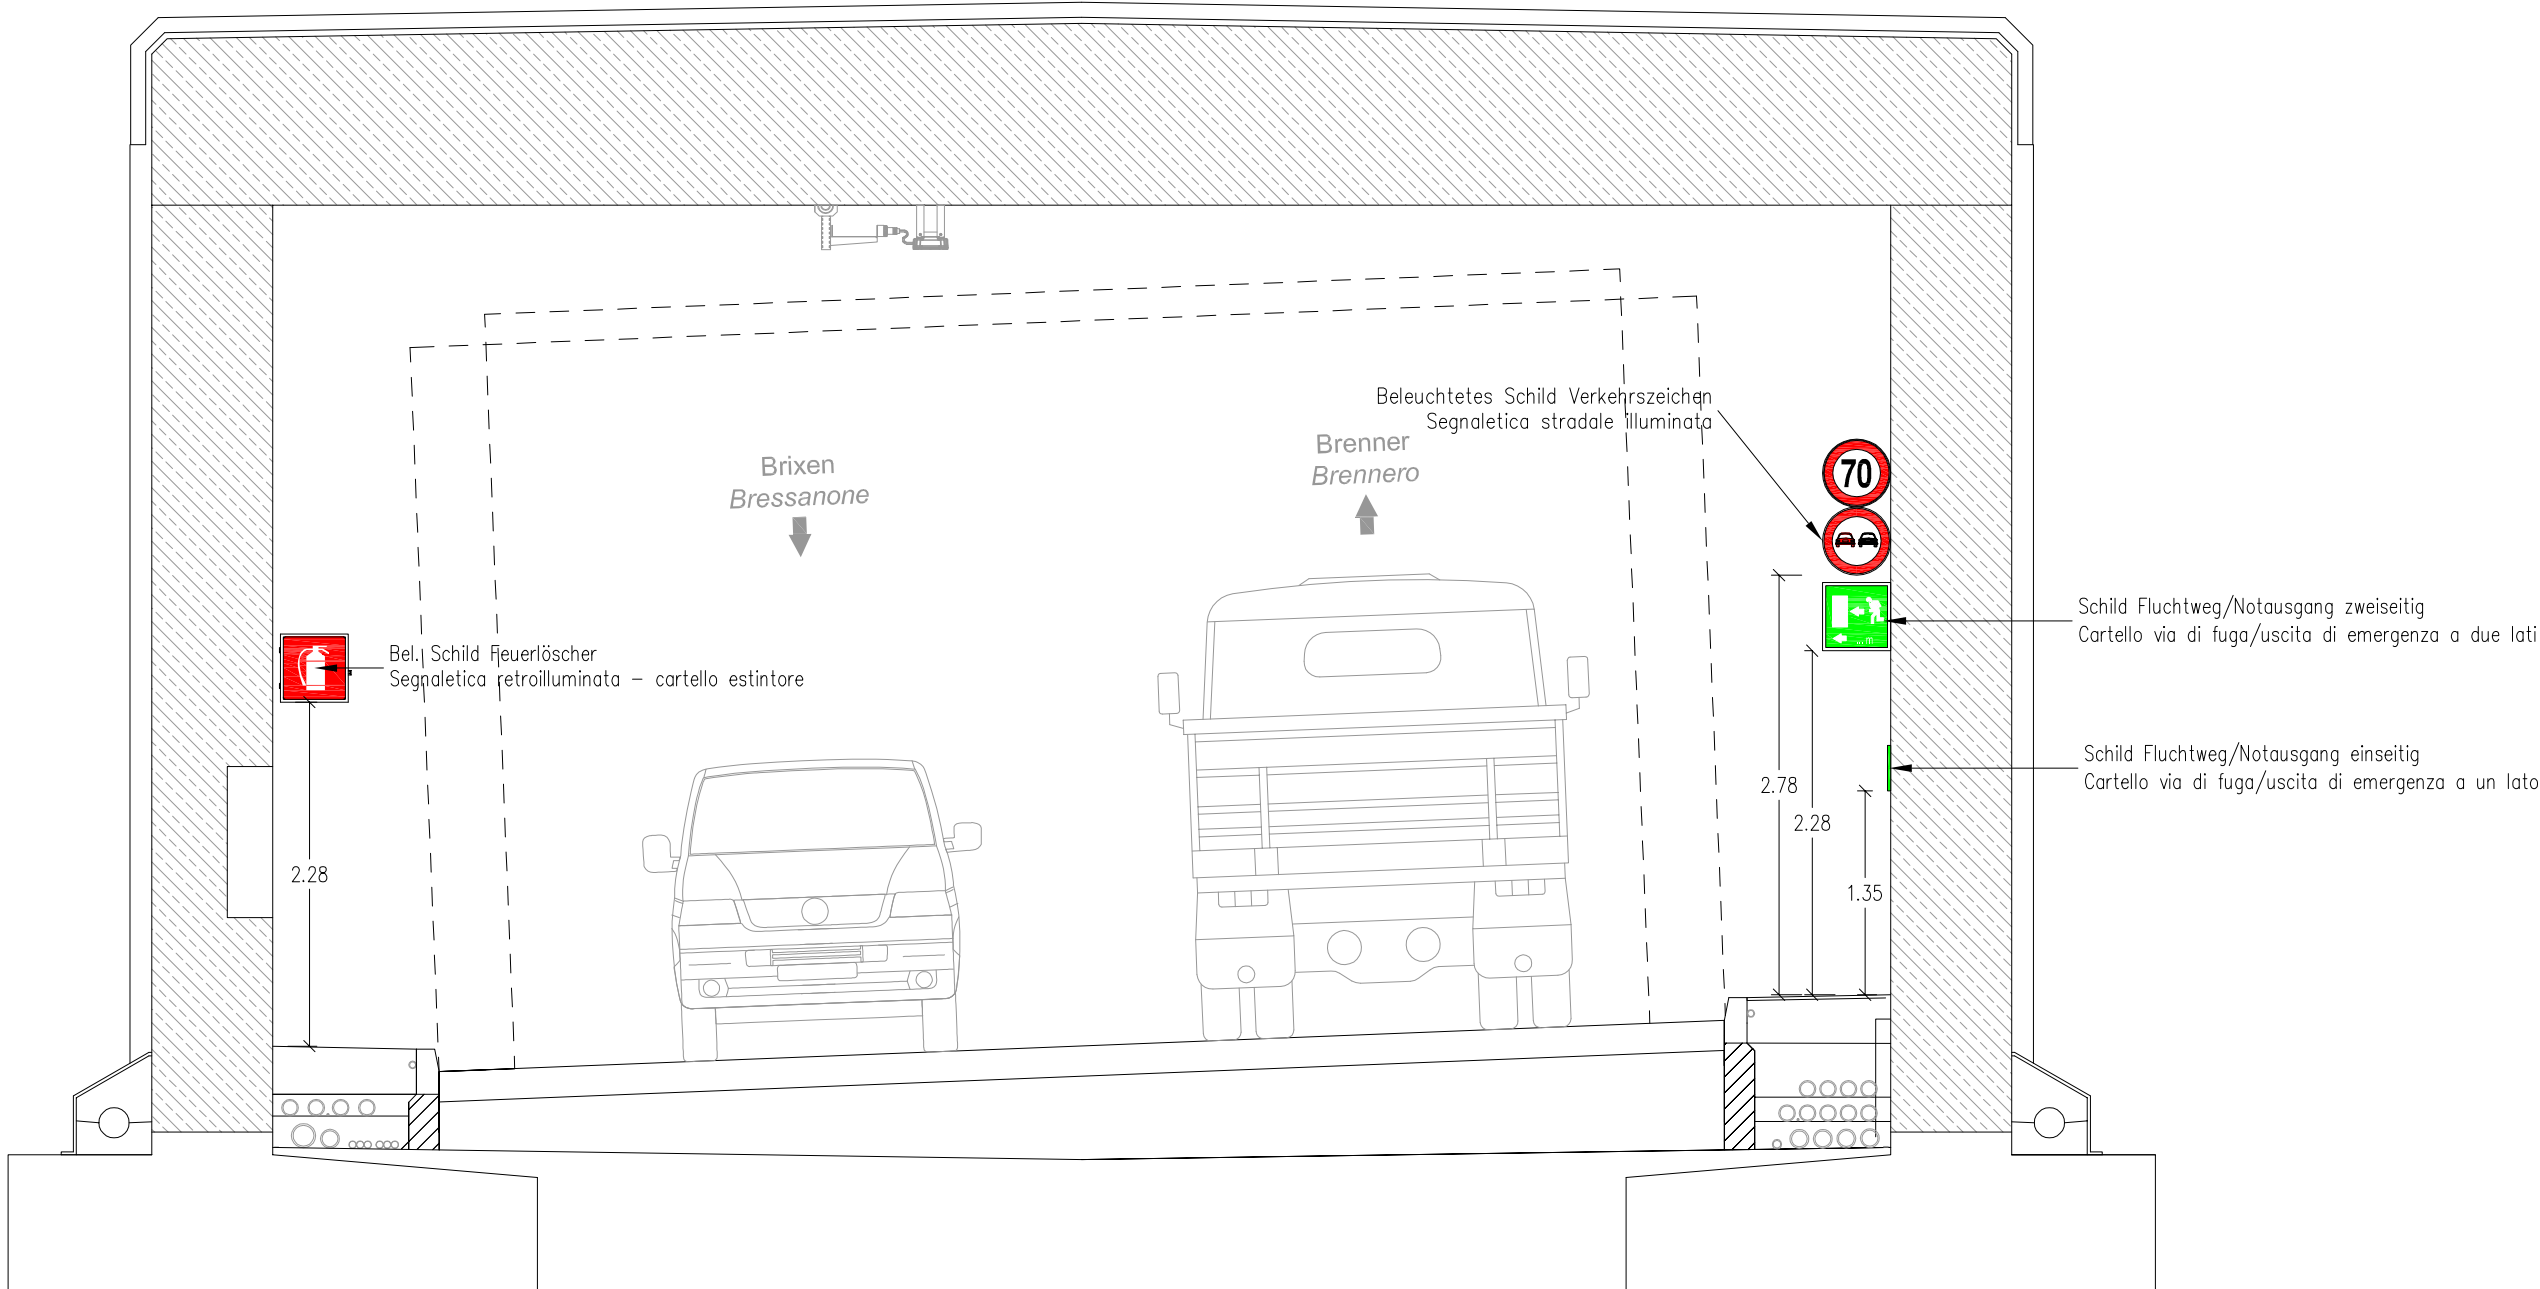 Beleuchtetes Schild Verkehrszeichen
Segnaletica stradale illuminata
Brixen
Bressanone
Brenner
Brennero
70
...m
Schild Fluchtweg/Notausgang zweiseitig
Cartello via di fuga/uscita di emergenza a due lati
Bel. Schild Feuerlöscher
Segnaletica retroilluminata – cartello estintore
Schild Fluchtweg/Notausgang einseitig
Cartello via di fuga/uscita di emergenza a un lato
2.78
2.28
2.28
1.35